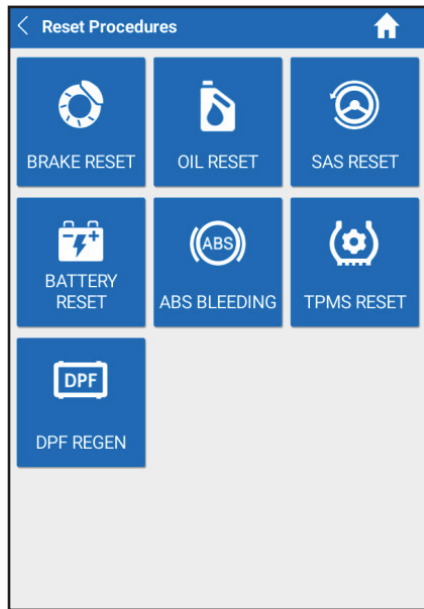 Reset Procedures
BRAKE RESET
OIL RESET
SAS RESET
BATTERY
RESET
ABS
ABS BLEEDING
TPMS RESET
DPF
DPF REGEN